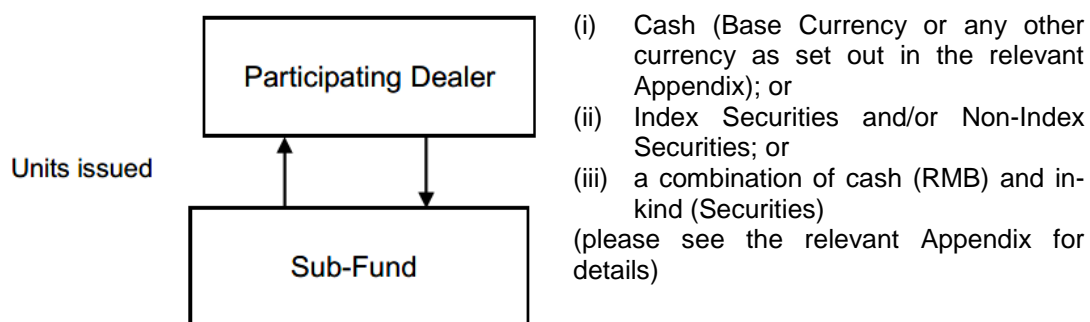 Participating Dealer
Units issued
Sub-Fund
(i) Cash (Base Currency or any other
currency as set out in the relevant
Appendix); or
(ii) Index Securities and/or Non-Index
Securities; or
(iii) a combination of cash (RMB) and in-
kind (Securities)
(please see the relevant Appendix for
details)